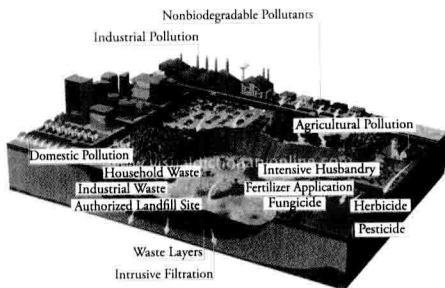 Nonbiodegradable Pollutants
Industrial Pollution
Agricultural Pollution
Domestic Pollution
Household Waste
Intensive Husbandry
Industrial Waste
Fertilizer Application
Authorized Landfill Site
Fungicide
Herbicide
Pesticide
Waste Layers
Intrusive Filtration